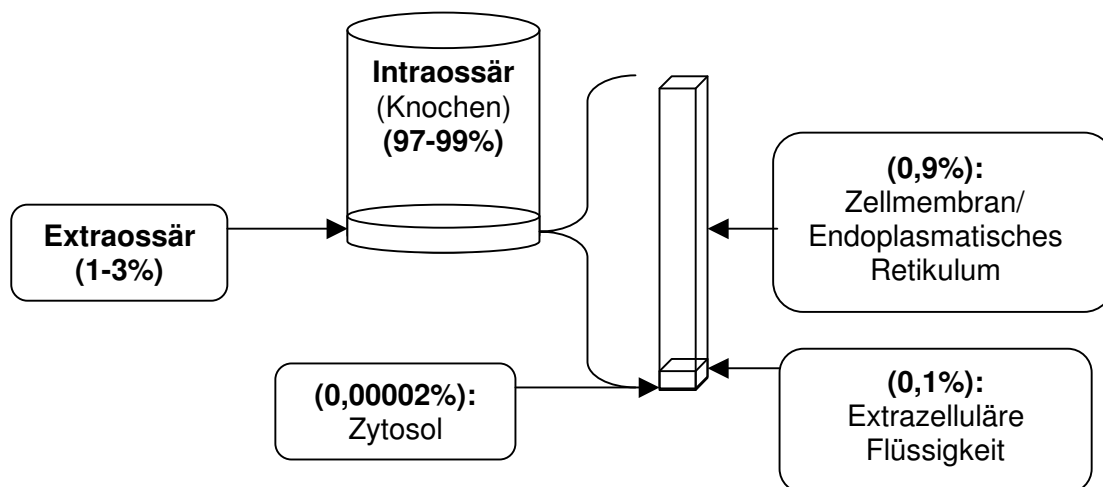 Intraossär
(Knochen)
(97-99%)
Extraossär
(1-3%)
(0,9%):
Zellmembran/
Endoplasmatisches
Retikulum
(0,00002%):
Zytosol
(0,1%):
Extrazelluläre
Flüssigkeit